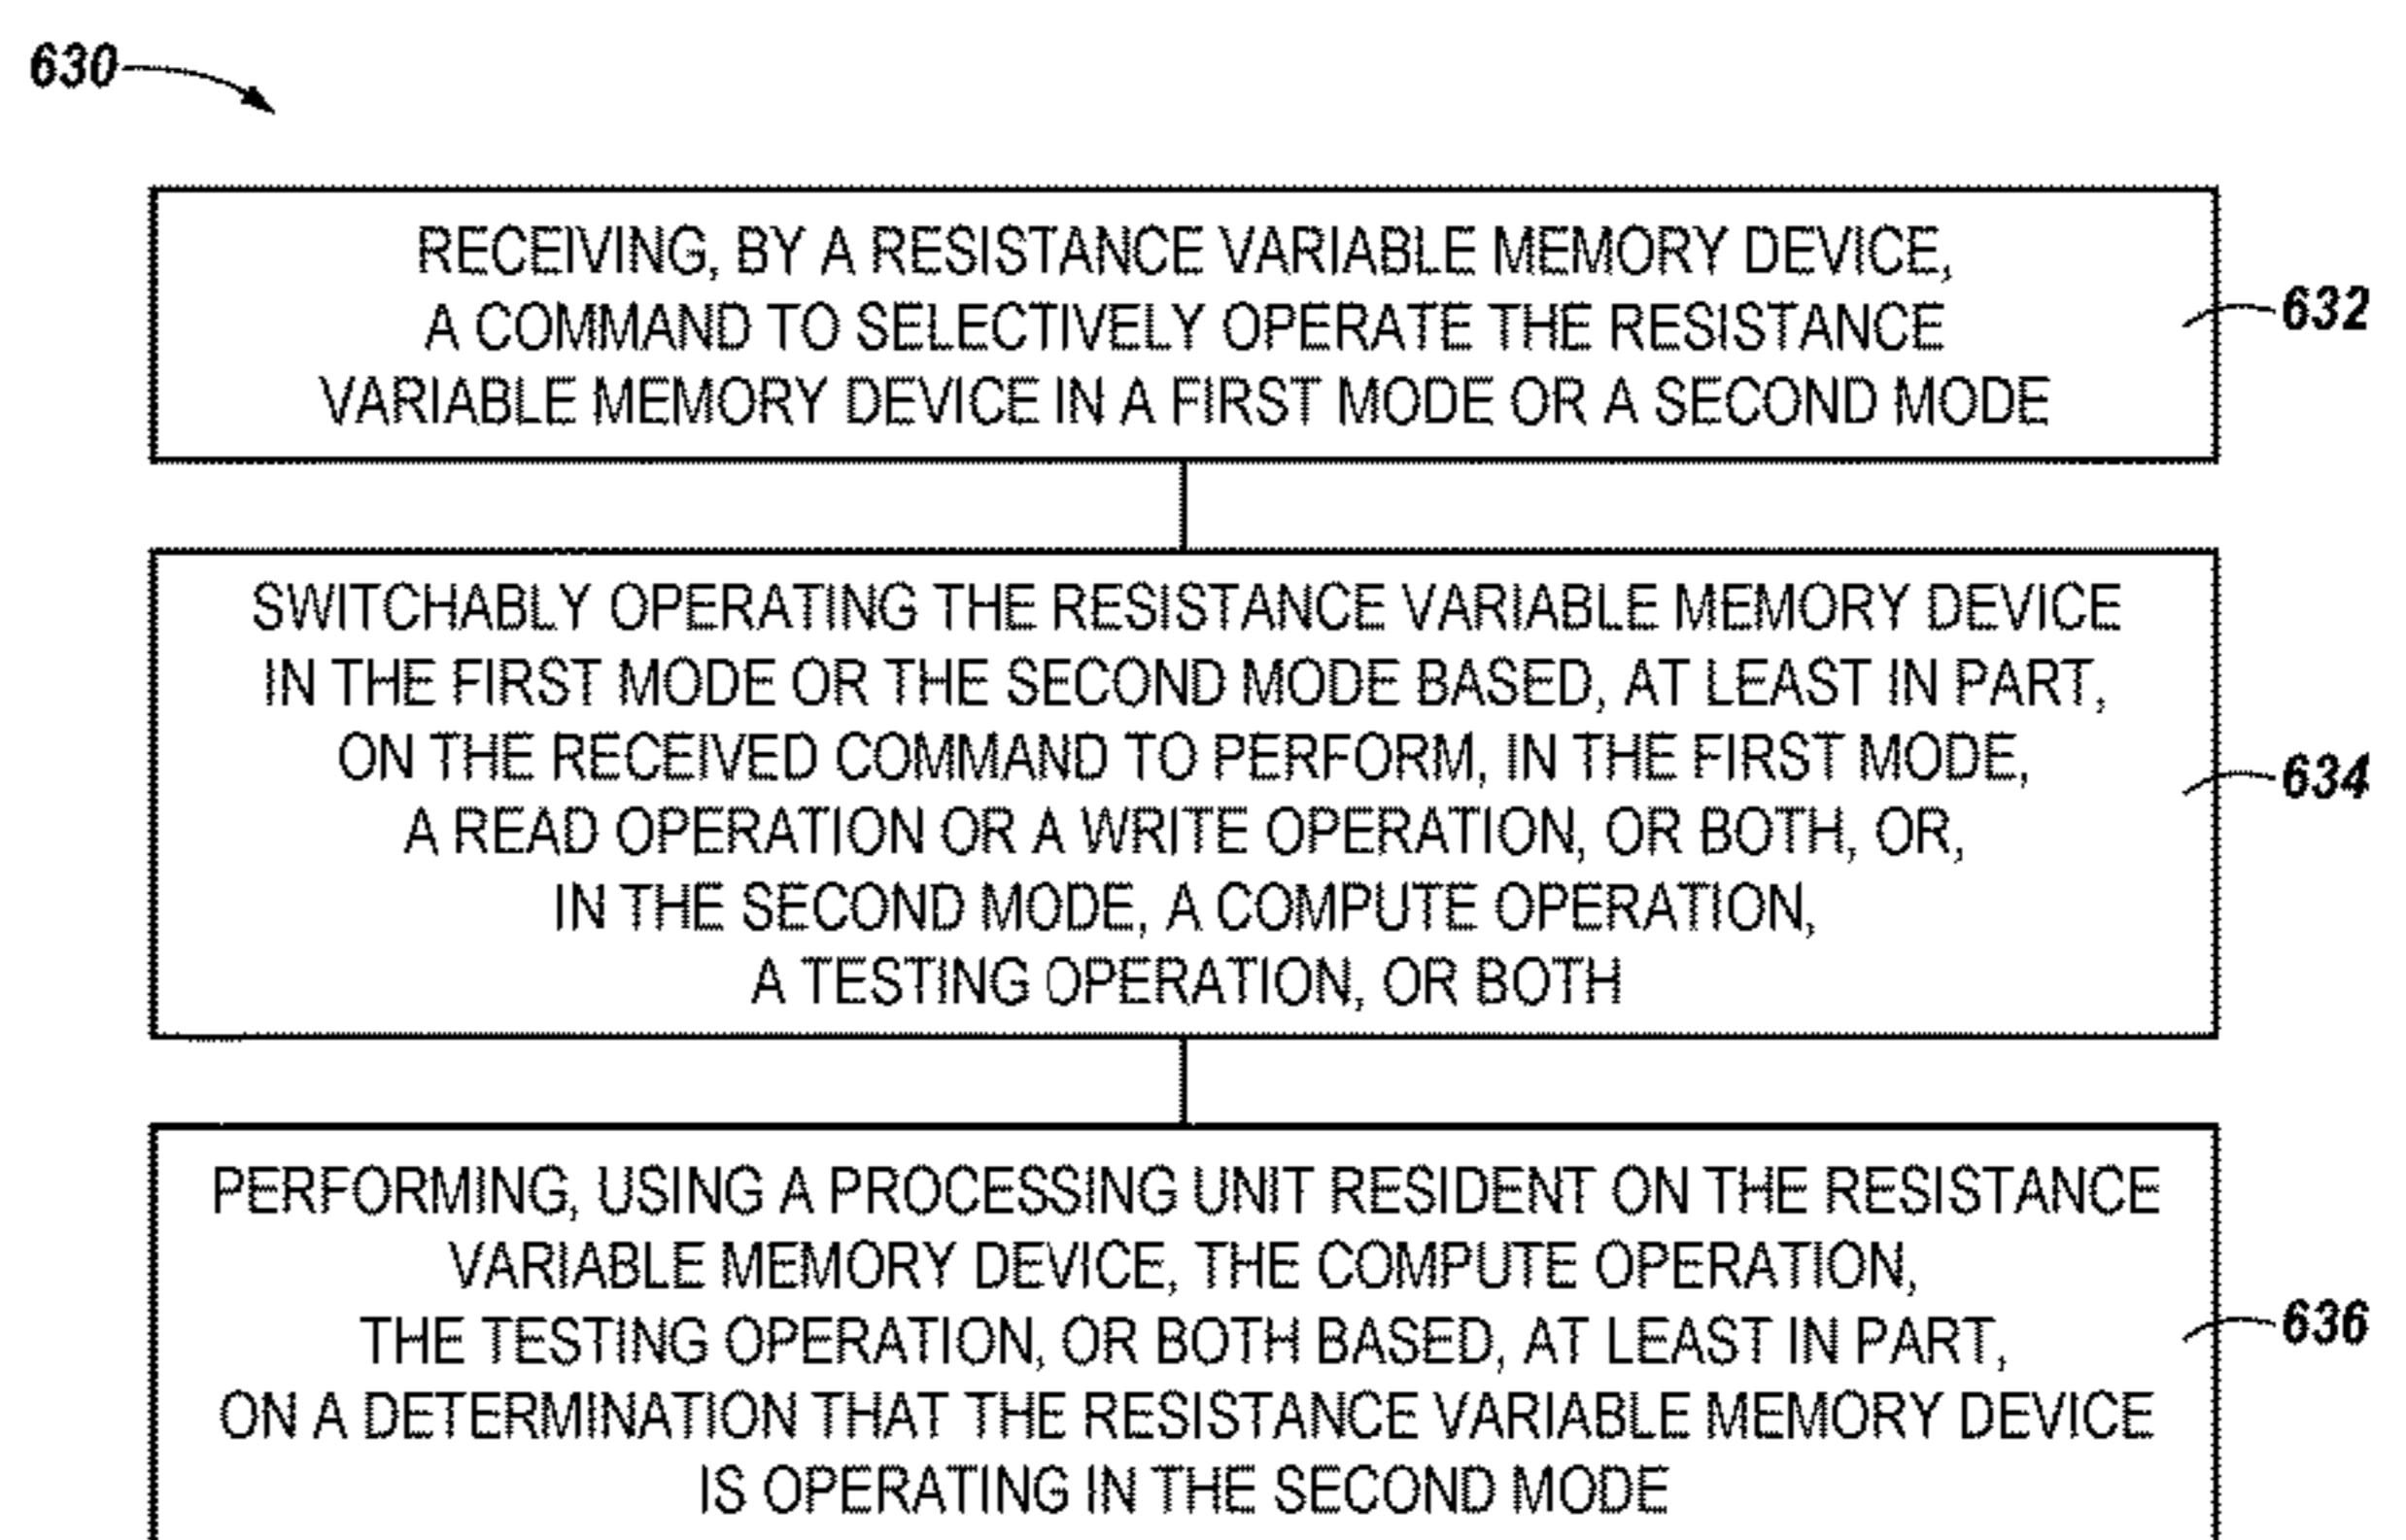 630
RECEIVING, BY A RESISTANCE VARIABLE MEMORY DEVICE,
A COMMAND TO SELECTIVELY OPERATE THE RESISTANCE
VARIABLE MEMORY DEVICE IN A FIRST MODE OR A SECOND MODE
632
SWITCHABLY OPERATING THE RESISTANCE VARIABLE MEMORY DEVICE
IN THE FIRST MODE OR THE SECOND MODE BASED, AT LEAST IN PART,
ON THE RECEIVED COMMAND TO PERFORM, IN THE FIRST MODE,
A READ OPERATION OR A WRITE OPERATION, OR BOTH, OR,
IN THE SECOND MODE, A COMPUTE OPERATION,
A TESTING OPERATION, OR BOTH
634
PERFORMING, USING A PROCESSING UNIT RESIDENT ON THE RESISTANCE
VARIABLE MEMORY DEVICE, THE COMPUTE OPERATION,
THE TESTING OPERATION, OR BOTH BASED, AT LEAST IN PART,
ON A DETERMINATION THAT THE RESISTANCE VARIABLE MEMORY DEVICE
IS OPERATING IN THE SECOND MODE
636